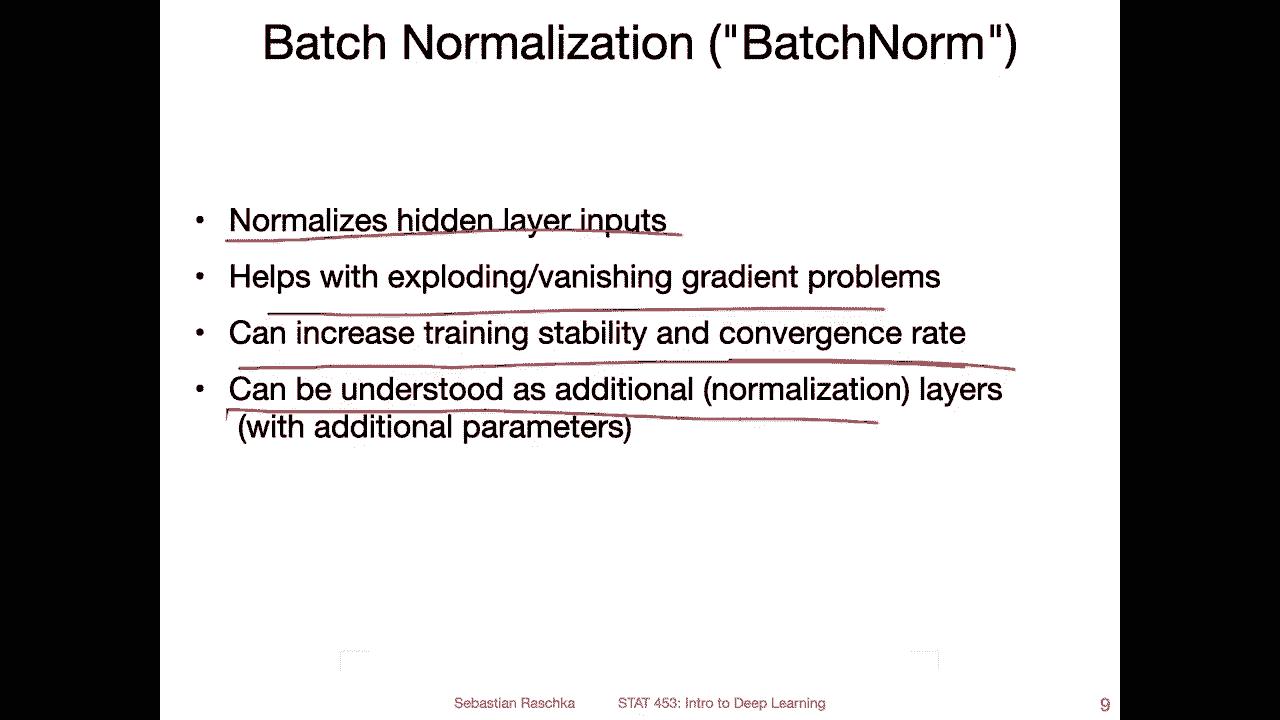 Batch Normalization ("BatchNorm")
• Normalizes hidden layer inputs
• Helps with exploding/vanishing gradient problems
• Can increase training stability and convergence rate
• Can be understood as additional (normalization) layers
(with additional parameters)
Sebastian Raschka STAT 453: Intro to Deep Learning 9